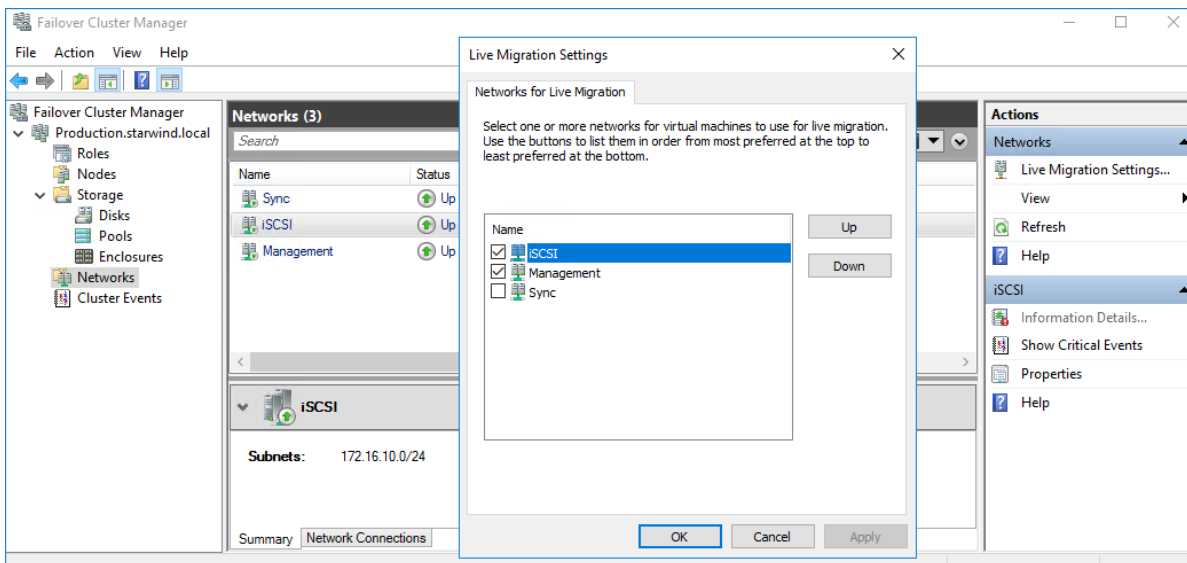 Failover Cluster Manager
File Action View Help
Failover Cluster Manager
Production.starwind.local
Roles
Nodes
Storage
Disks
Pools
Enclosures
Networks
Cluster Events
Networks (3)
Search
Name Status
Sync Up
iSCSI Up
Management Up
iSCSI
Subnets: 172.16.10.0/24
Summary Network Connections
Live Migration Settings
Networks for Live Migration
Select one or more networks for virtual machines to use for live migration.
Use the buttons to list them in order from most preferred at the top to
least preferred at the bottom.
Name
iSCSI
Management
Sync
Up
Down
OK Cancel Apply
Actions
Networks
Live Migration Settings...
View
Refresh
Help
iSCSI
Information Details...
Show Critical Events
Properties
Help